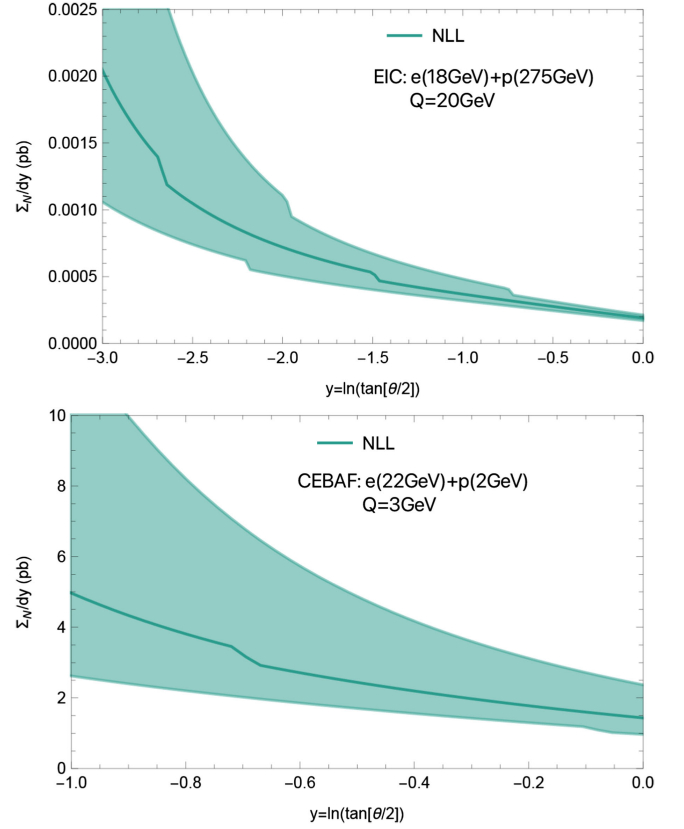 0.0025
NLL
EIC: e(18GeV)+p(275GeV)
0.0020
Q=20GeV
0.0015
Σ_N/dy (pb)
0.0010
0.0005
0.0000
−3.0 −2.5 −2.0 −1.5 −1.0 −0.5 0.0
y=ln(tan[θ/2])
10
NLL
CEBAF: e(22GeV)+p(2GeV)
8
Q=3GeV
6
Σ_N/dy (pb)
4
2
0
−1.0 −0.8 −0.6 −0.4 −0.2 0.0
y=ln(tan[θ/2])